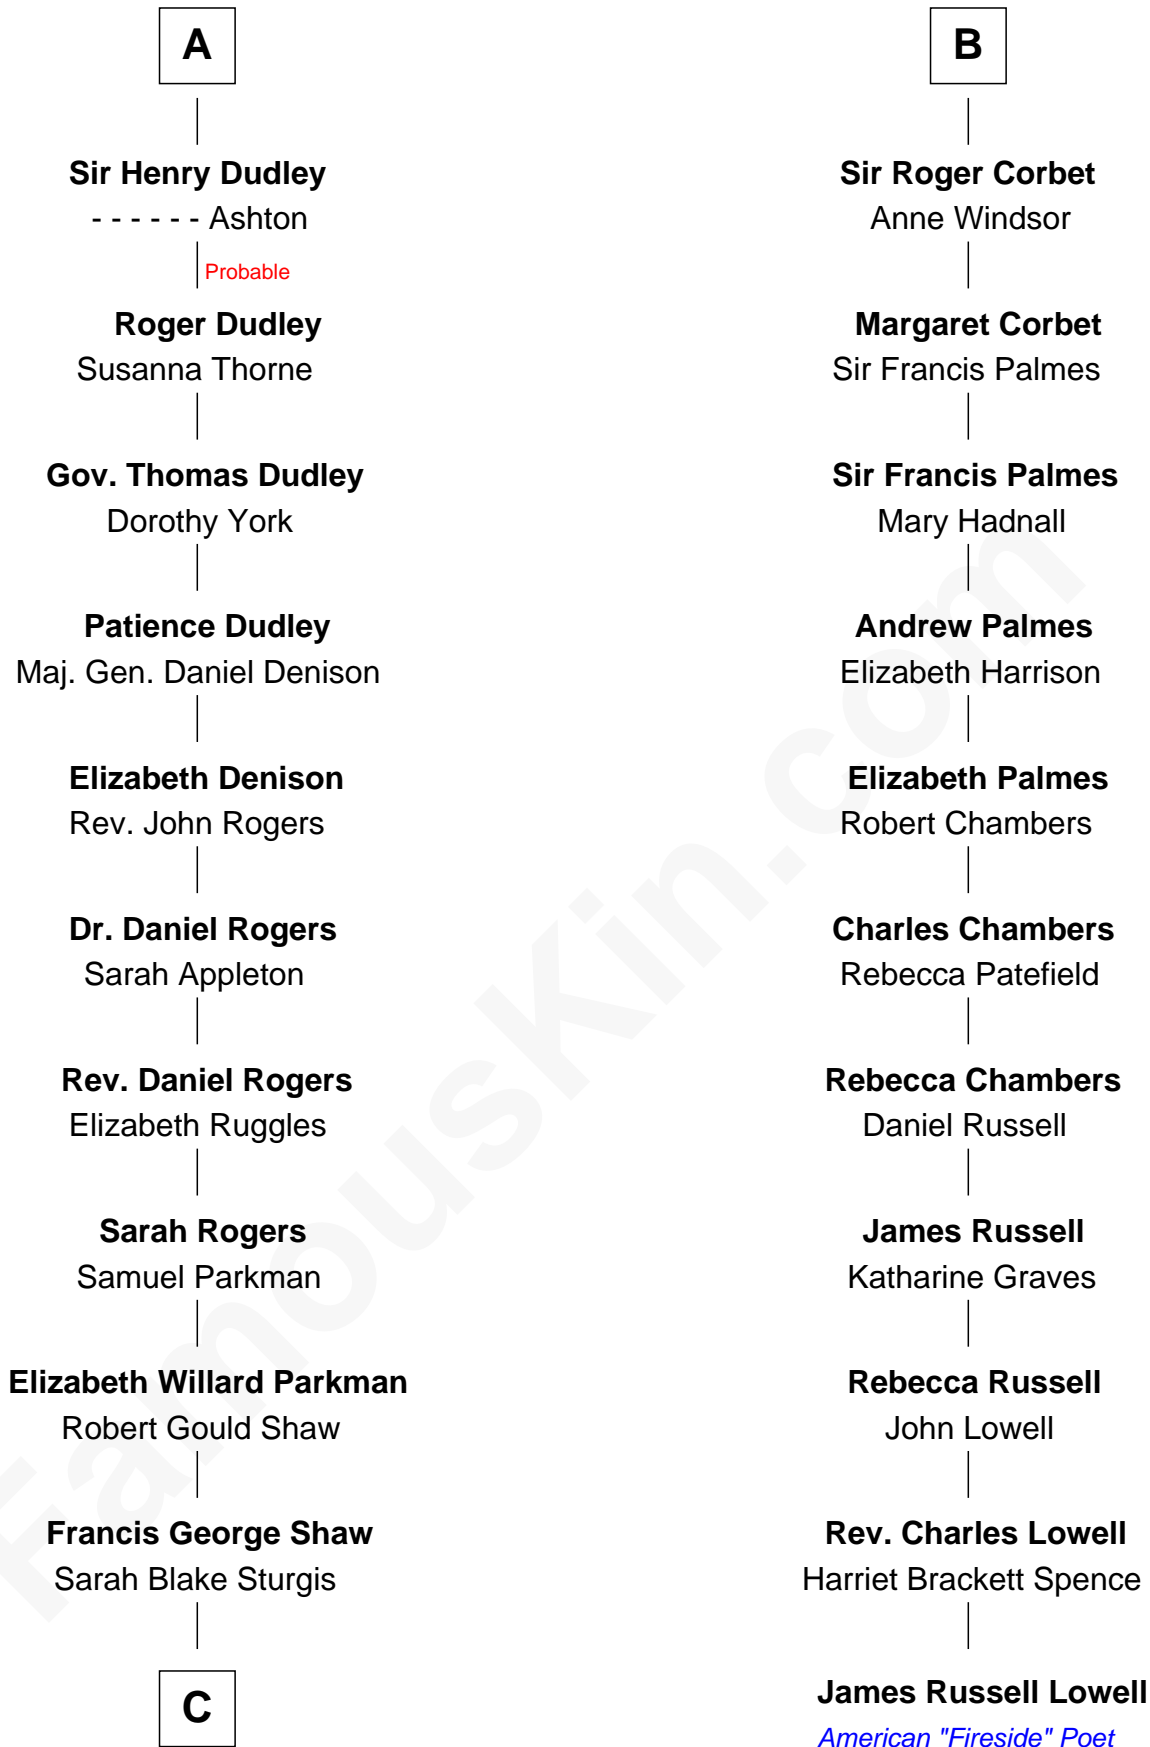 A
Sir Henry Dudley
- - - - - - Ashton
Probable
Roger Dudley
Susanna Thorne
Gov. Thomas Dudley
Dorothy York
Patience Dudley
Maj. Gen. Daniel Denison
Elizabeth Denison
Rev. John Rogers
Dr. Daniel Rogers
Sarah Appleton
Rev. Daniel Rogers
Elizabeth Ruggles
Sarah Rogers
Samuel Parkman
Elizabeth Willard Parkman
Robert Gould Shaw
Francis George Shaw
Sarah Blake Sturgis
C
B
Sir Roger Corbet
Anne Windsor
Margaret Corbet
Sir Francis Palmes
Sir Francis Palmes
Mary Hadnall
Andrew Palmes
Elizabeth Harrison
Elizabeth Palmes
Robert Chambers
Charles Chambers
Rebecca Patefield
Rebecca Chambers
Daniel Russell
James Russell
Katharine Graves
Rebecca Russell
John Lowell
Rev. Charles Lowell
Harriet Brackett Spence
James Russell Lowell
American "Fireside" Poet
FamousKin.com